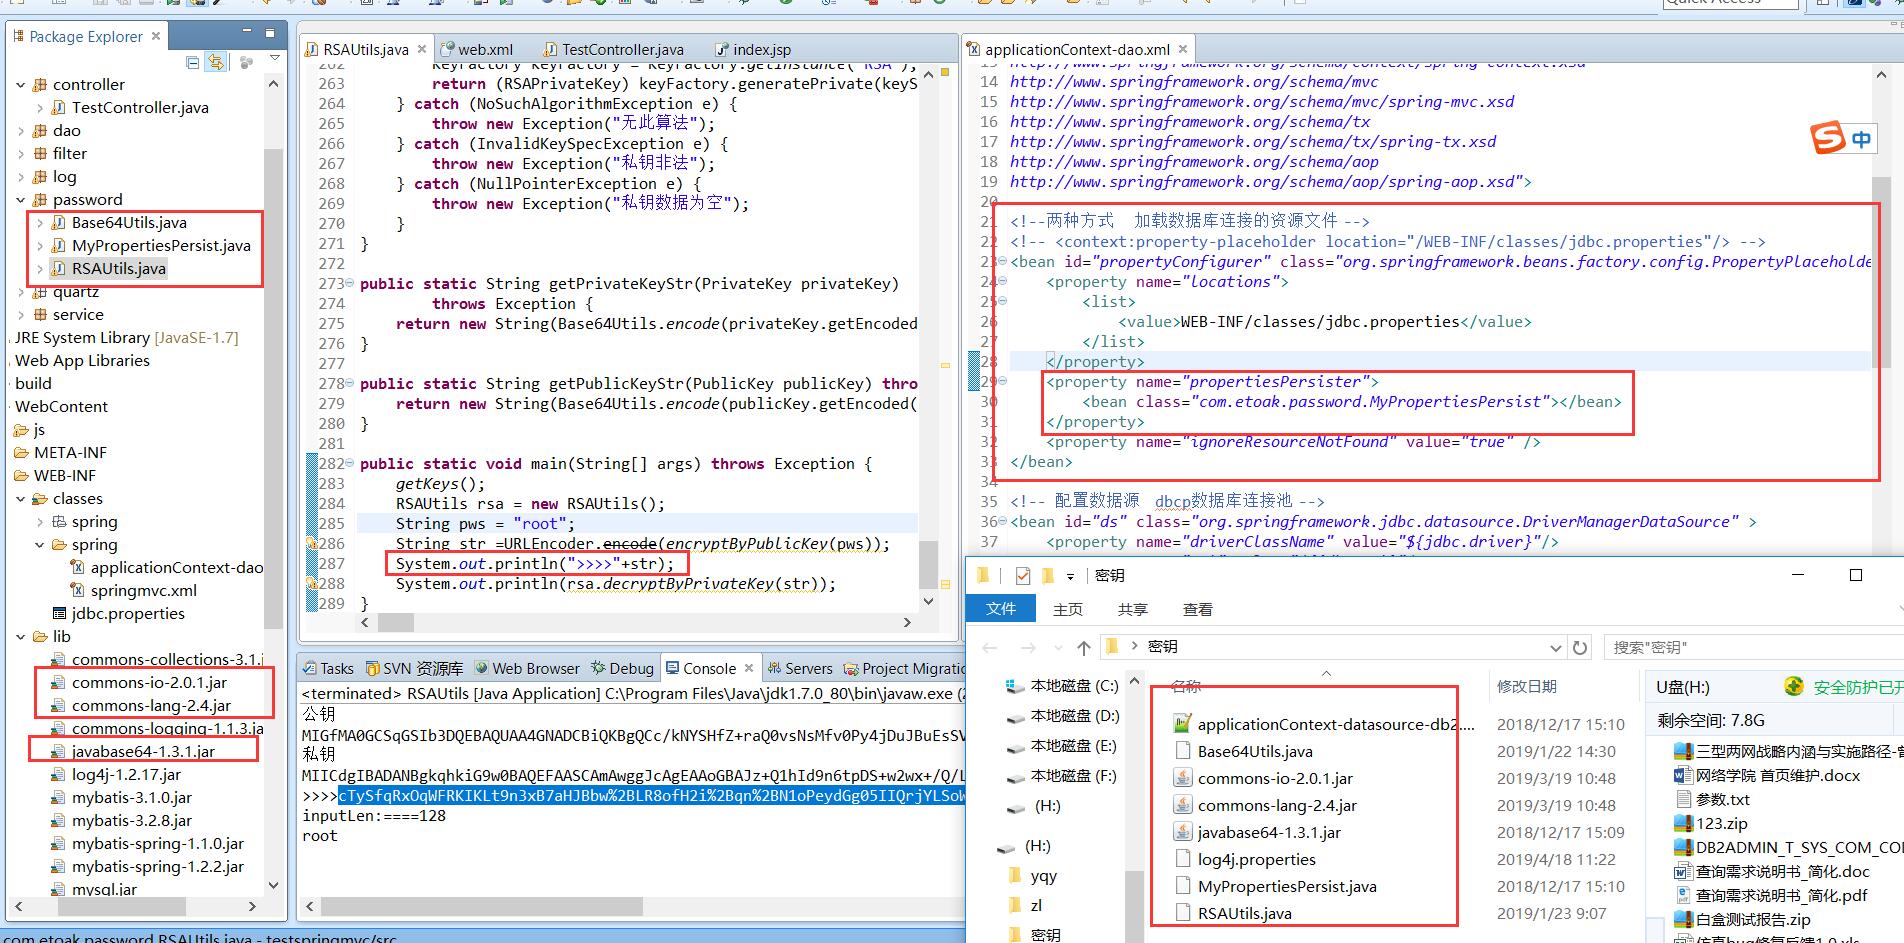 Package Explorer
controller
TestController.java
dao
filter
log
password
Base64Utils.java
MyPropertiesPersist.java
RSAUtils.java
quartz
service
JRE System Library [JavaSE-1.7]
Web App Libraries
build
WebContent
js
META-INF
WEB-INF
classes
spring
spring
applicationContext-dao
springmvc.xml
jdbc.properties
lib
commons-collections-3.1.j
commons-io-2.0.1.jar
commons-lang-2.4.jar
commons-logging-1.1.3.ja
javabase64-1.3.1.jar
log4j-1.2.17.jar
mybatis-3.1.0.jar
mybatis-3.2.8.jar
mybatis-spring-1.1.0.jar
mybatis-spring-1.2.2.jar
mysql.jar
com.etoak.password.RSAUtils.java - testspringmvc/src
RSAUtils.java web.xml TestController.java index.jsp
262 KeyFactory keyFactory = KeyFactory.getInstance("RSA");
263 return (RSAPrivateKey) keyFactory.generatePrivate(keyS
264 } catch (NoSuchAlgorithmException e) {
265 throw new Exception("无此算法");
266 } catch (InvalidKeySpecException e) {
267 throw new Exception("私钥非法");
268 } catch (NullPointerException e) {
269 throw new Exception("私钥数据为空");
270 }
271 }
272
273 public static String getPrivateKeyStr(PrivateKey privateKey)
274 throws Exception {
275 return new String(Base64Utils.encode(privateKey.getEncoded
276 }
277
278 public static String getPublicKeyStr(PublicKey publicKey) thro
279 return new String(Base64Utils.encode(publicKey.getEncoded(
280 }
281
282 public static void main(String[] args) throws Exception {
283 getKeys();
284 RSAUtils rsa = new RSAUtils();
285 String pws = "root";
286 String str =URLEncoder.encode(encryptByPublicKey(pws));
287 System.out.println(">>>>"+str);
288 System.out.println(rsa.decryptByPrivateKey(str));
289 }
Tasks SVN 资源库 Web Browser Debug Console Servers Project Migratio
<terminated> RSAUtils [Java Application] C:\Program Files\Java\jdk1.7.0_80\bin\javaw.exe (2
公钥
MIGfMA0GCSqGSIb3DQEBAQUAA4GNADCBiQKBgQCc/kNYSHfZ+raQ0vsNsMfv0Py4jDuJBuEsSV
私钥
MIICdgIBADANBgkqhkiG9w0BAQEFAASCAmAwggJcAgEAAoGBAJz+Q1hId9n6tpDS+w2wx+/Q/L
>>>>cTySfqRxOqWFRKIKLt9n3xB7aHJBbw%2BLR8ofH2i%2Bqn%2BN1oPeydGg05IIQrjYLSoW
inputLen:====128
root
Quick Access
applicationContext-dao.xml
13 http://www.springframework.org/schema/context/spring-context.xsd
14 http://www.springframework.org/schema/mvc
15 http://www.springframework.org/schema/mvc/spring-mvc.xsd
16 http://www.springframework.org/schema/tx
17 http://www.springframework.org/schema/tx/spring-tx.xsd
18 http://www.springframework.org/schema/aop
19 http://www.springframework.org/schema/aop/spring-aop.xsd">
20
21 <!--两种方式 加载数据库连接的资源文件 -->
22 <!-- <context:property-placeholder location="/WEB-INF/classes/jdbc.properties"/> -->
23 <bean id="propertyConfigurer" class="org.springframework.beans.factory.config.PropertyPlaceholde
24 <property name="locations">
25 <list>
26 <value>WEB-INF/classes/jdbc.properties</value>
27 </list>
28 </property>
29 <property name="propertiesPersister">
30 <bean class="com.etoak.password.MyPropertiesPersist"></bean>
31 </property>
32 <property name="ignoreResourceNotFound" value="true" />
33 </bean>
34
35 <!-- 配置数据源 dbcp数据库连接池 -->
36 <bean id="ds" class="org.springframework.jdbc.datasource.DriverManagerDataSource" >
37 <property name="driverClassName" value="${jdbc.driver}"/>
S 中
密钥
文件 主页 共享 查看
密钥
搜索"密钥"
本地磁盘 (C:)
本地磁盘 (D:)
本地磁盘 (E:)
本地磁盘 (F:)
(H:)
(H:)
yqy
zl
密钥
名称 修改日期
applicationContext-datasource-db2.... 2018/12/17 15:10
Base64Utils.java 2019/1/22 14:30
commons-io-2.0.1.jar 2019/3/19 10:48
commons-lang-2.4.jar 2019/3/19 10:48
javabase64-1.3.1.jar 2018/12/17 15:09
log4j.properties 2019/4/18 11:22
MyPropertiesPersist.java 2018/12/17 15:10
RSAUtils.java 2019/1/23 9:07
U盘(H:) 安全防护已开
剩余空间: 7.8G
三型两网战略内涵与实施路径-首
网络学院 首页维护.docx
参数.txt
123.zip
DB2ADMIN_T_SYS_COM_COD
查询需求说明书_简化.doc
查询需求说明书_简化.pdf
白盒测试报告.zip